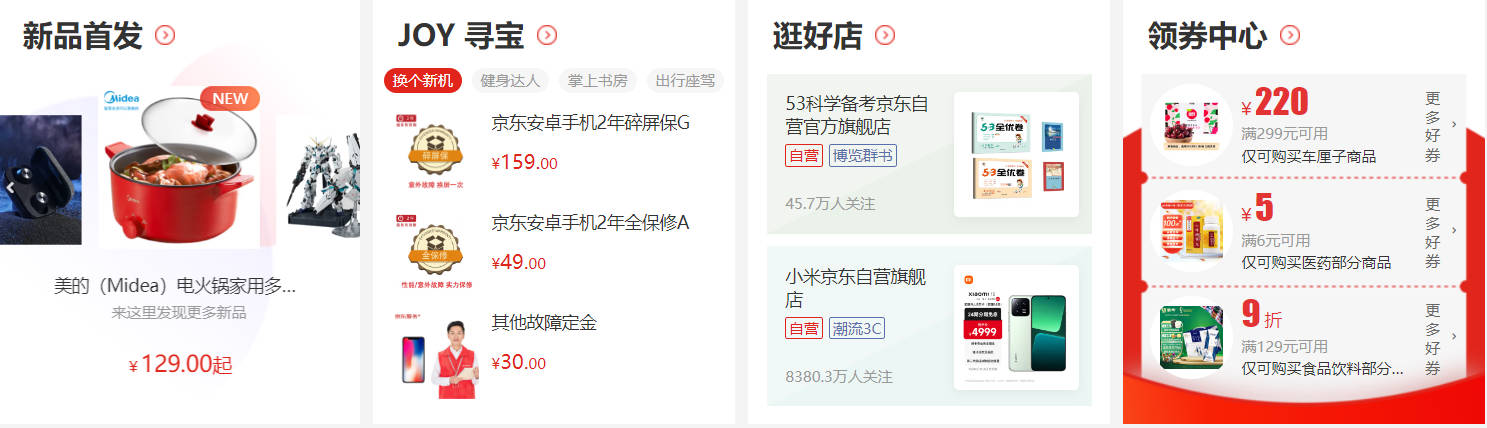 新品首发
Midea
NEW
美的（Midea）电火锅家用多...
来这里发现更多新品
¥129.00起
JOY 寻宝
换个新机
健身达人
掌上书房
出行座驾
碎屏保
意外故障 换屏一次
京东安卓手机2年碎屏保G
¥159.00
全保修
性能/意外故障 实力保修
京东安卓手机2年全保修A
¥49.00
京东服务+
其他故障定金
¥30.00
逛好店
53科学备考京东自
营官方旗舰店
自营
博览群书
45.7万人关注
53全优卷
53全优卷
小米京东自营旗舰
店
自营
潮流3C
8380.3万人关注
xiaomi 13
24期分期免息
4999
领券中心
¥220
满299元可用
仅可购买车厘子商品
更多好券
¥5
满6元可用
仅可购买医药部分商品
更多好券
9折
满129元可用
仅可购买食品饮料部分...
更多好券